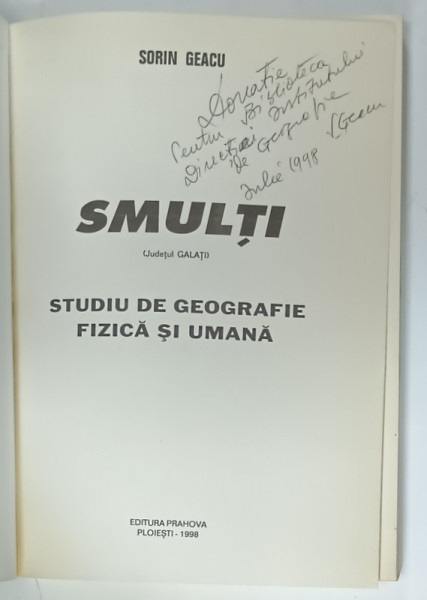 SORIN GEACU
Donație
Pentru Biblioteca
Direcției Institutului
de Geografie
Iulie 1998 SGeacu
SMULȚI
(Județul GALAȚI)
STUDIU DE GEOGRAFIE
FIZICĂ ȘI UMANĂ
EDITURA PRAHOVA
PLOIEȘTI - 1998